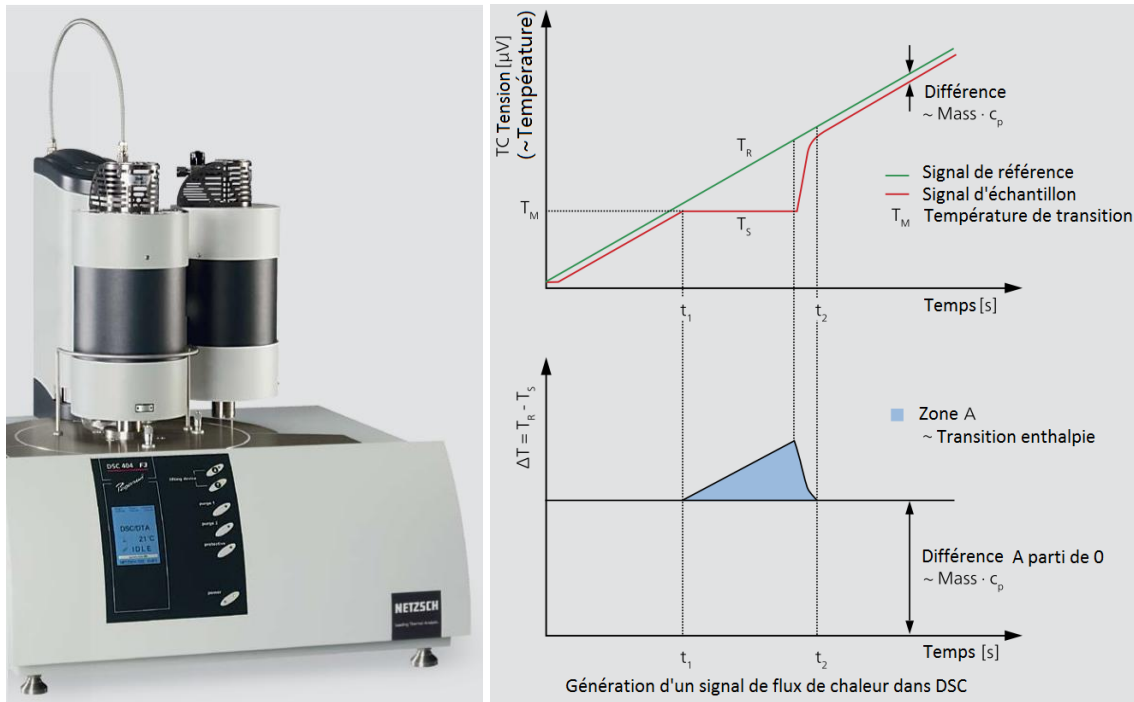 DSC 404 F3
DSC/DTA
21°C
IDLE
purge 1
purge 2
protective
power
NETZSCH
Leading Thermal Analysis
TC Tension [µV]
(~Température)
Différence
~ Mass · cp
TR
Signal de référence
Signal d'échantillon
TM Température de transition
TM
TS
t1
t2
Temps [s]
ΔT = TR - TS
Zone A
~ Transition enthalpie
Différence A parti de 0
~ Mass · cp
Temps [s]
t1
t2
Génération d'un signal de flux de chaleur dans DSC